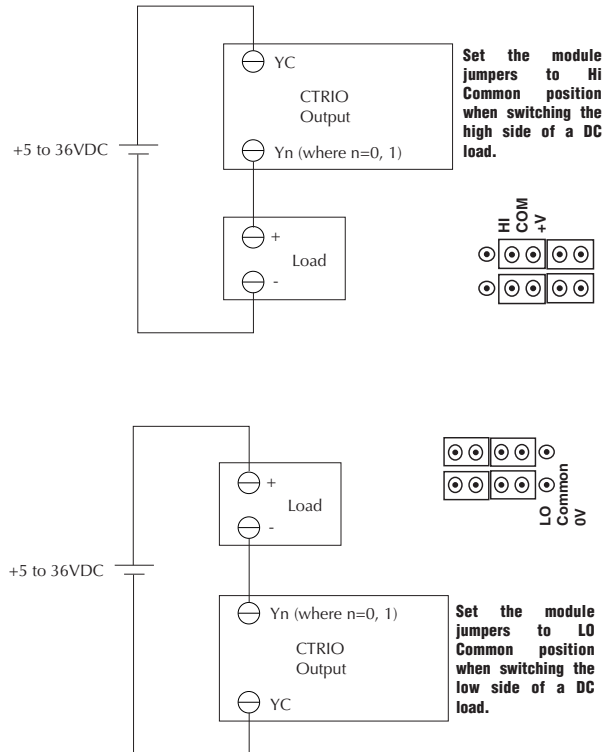 YC
CTRIO
Output
Yn (where n=0, 1)
+5 to 36VDC
+
Load
-
Set the module
jumpers to Hi
Common position
when switching the
high side of a DC
load.
HI
COM
+V
+
Load
-
+5 to 36VDC
Yn (where n=0, 1)
CTRIO
Output
YC
LO
Common
0V
Set the module
jumpers to LO
Common position
when switching the
low side of a DC
load.